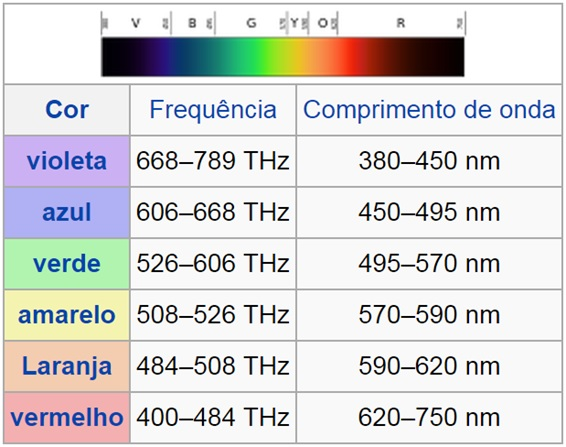 V B G Y O R
Cor Frequência Comprimento de onda
violeta 668–789 THz 380–450 nm
azul 606–668 THz 450–495 nm
verde 526–606 THz 495–570 nm
amarelo 508–526 THz 570–590 nm
Laranja 484–508 THz 590–620 nm
vermelho 400–484 THz 620–750 nm